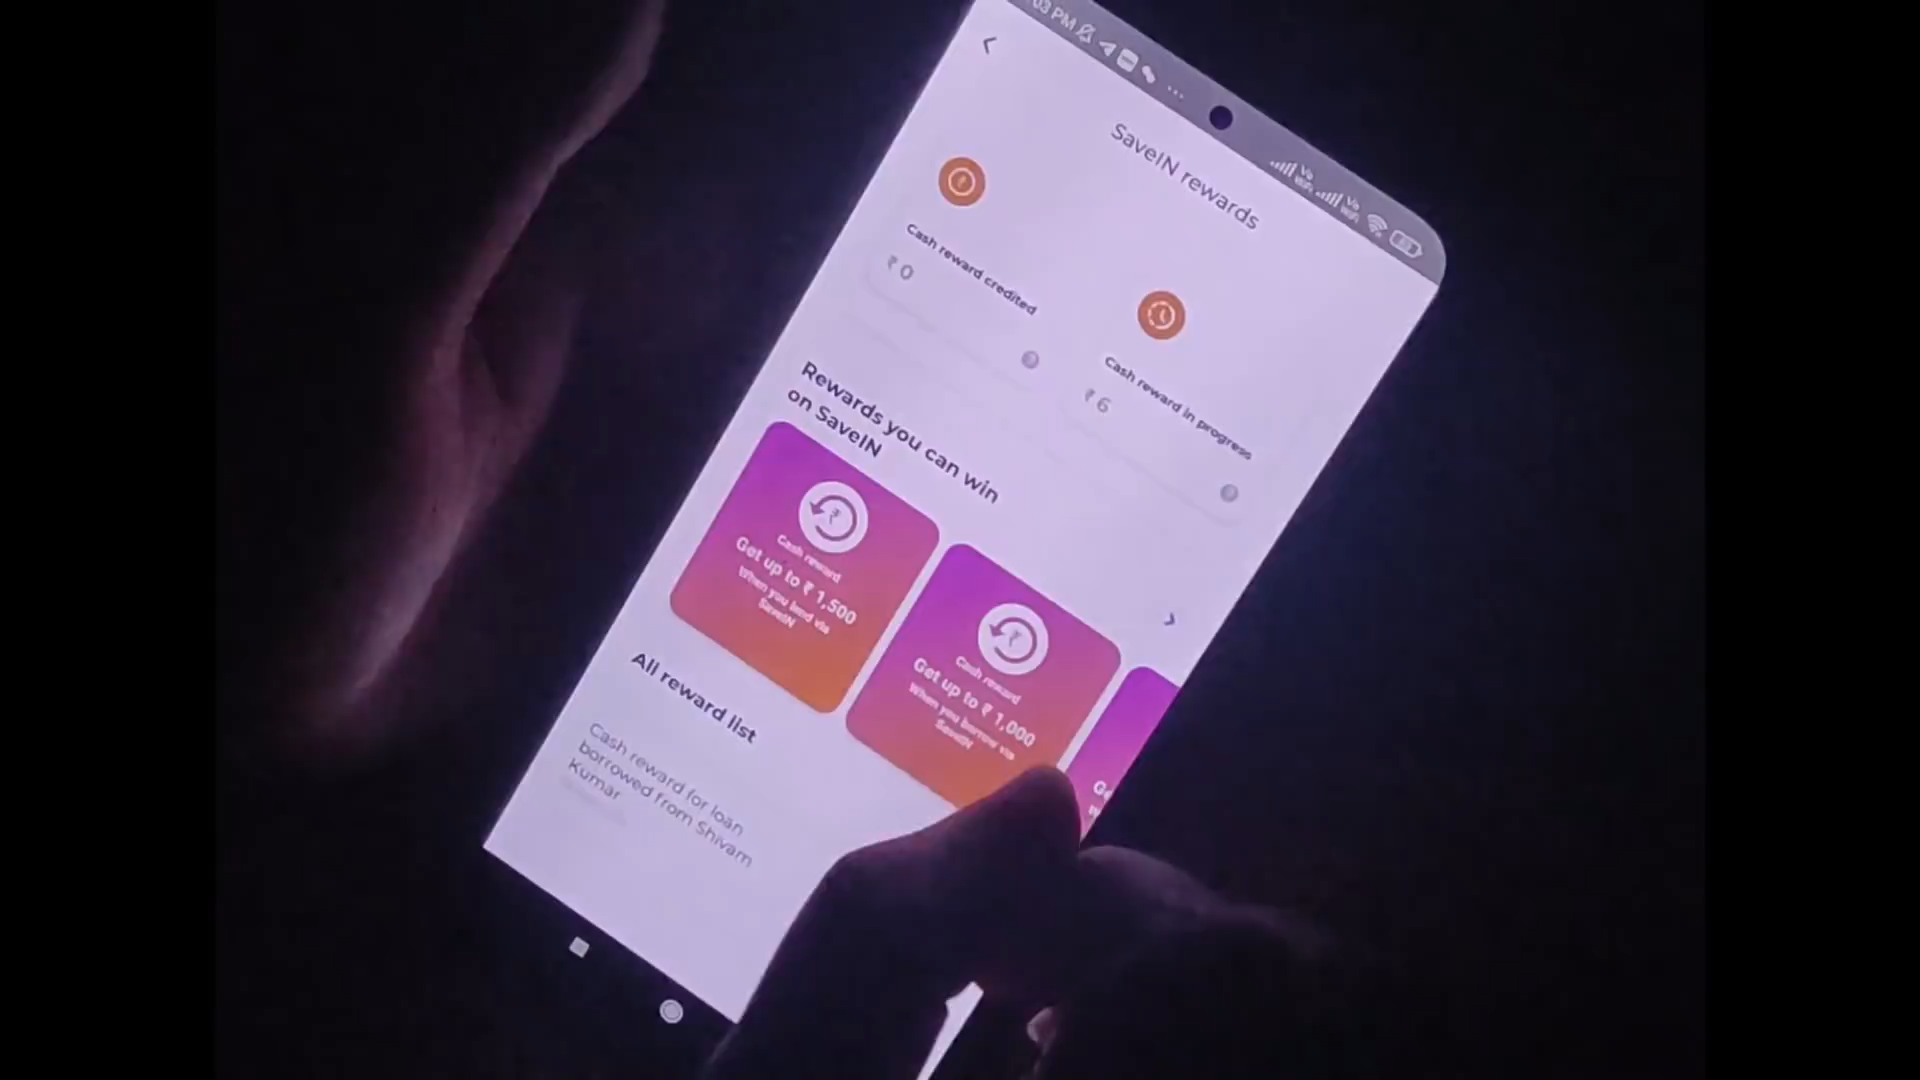 :03 PM
SaveIN rewards
Cash reward credited
₹ 0
Cash reward in progress
₹ 6
Rewards you can win
on SaveIN
Cash reward
Get up to ₹ 1,500
When you lend via
SaveIN
Cash reward
Get up to ₹ 1,000
When you borrow via
SaveIN
All reward list
Cash reward for loan
borrowed from Shivam
Kumar